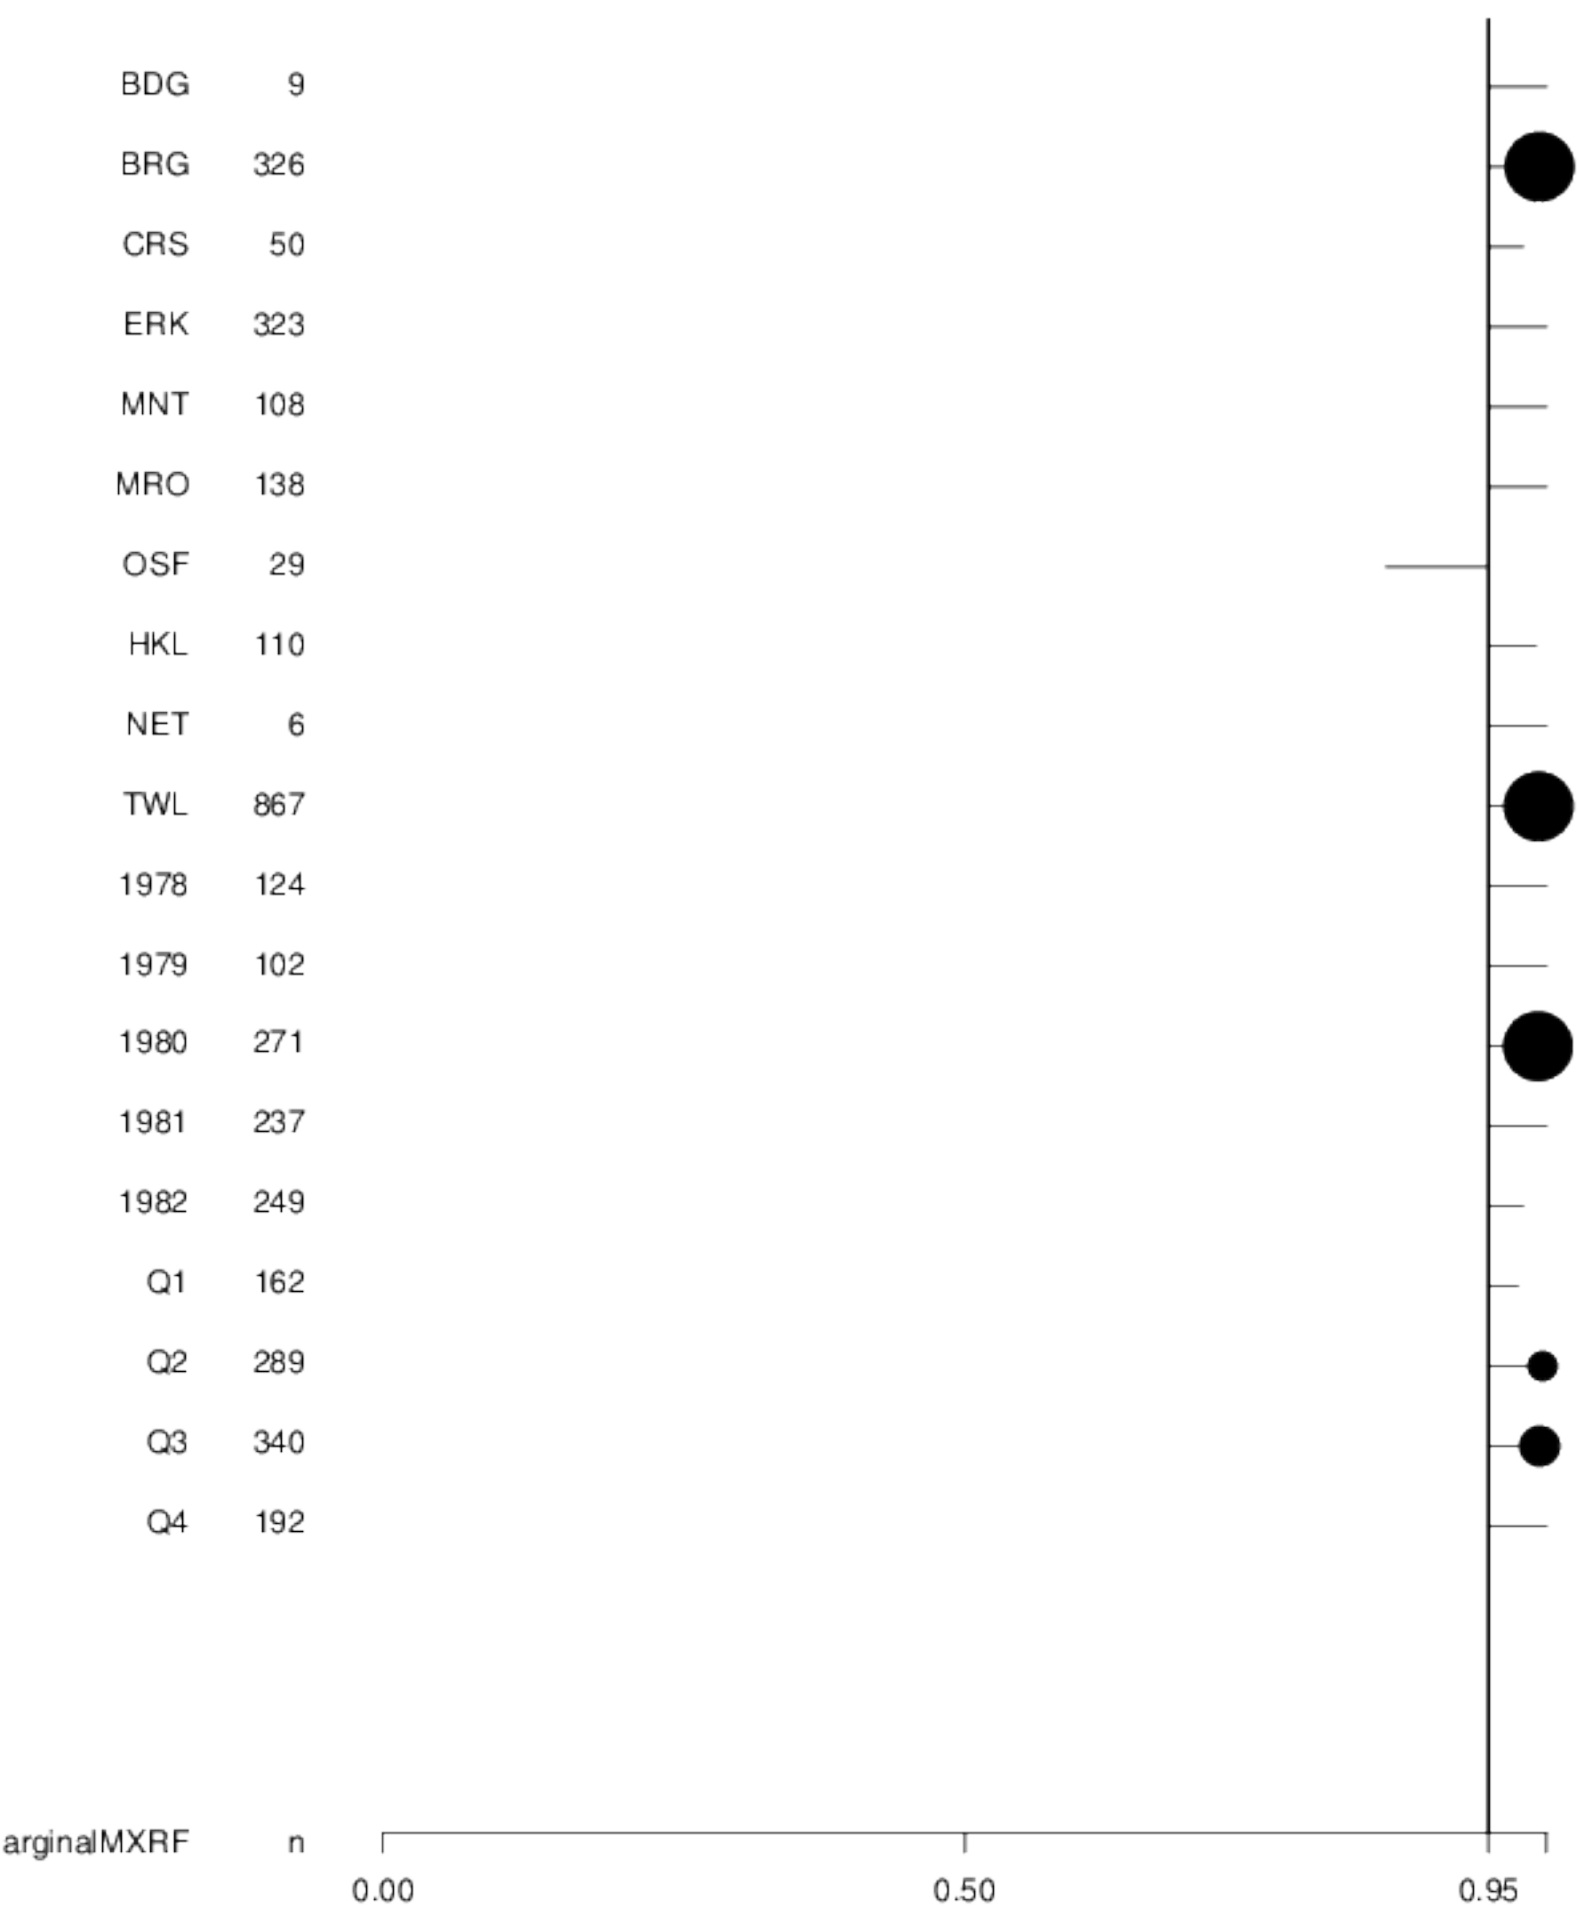 BDG 9
BRG 326
CRS 50
ERK 323
MNT 108
MRO 138
OSF 29
HKL 110
NET 6
TWL 867
1978 124
1979 102
1980 271
1981 237
1982 249
Q1 162
Q2 289
Q3 340
Q4 192
arginalMXRF n
0.00 0.50 0.95